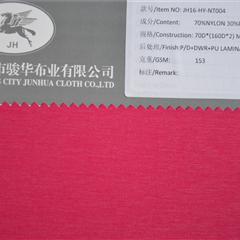 JH
市骏华布业有限公司
CITY JUNHUA CLOTH CO.,LTD
款号/Item NO: JH16-HY-NT004
成分/Content: 70%NYLON 30%
规格/Construction: 70D*(160D*2)
后处理/Finish:P/D+DWR+PU LAMINA
克重/GSM: 153
标注/Remark: